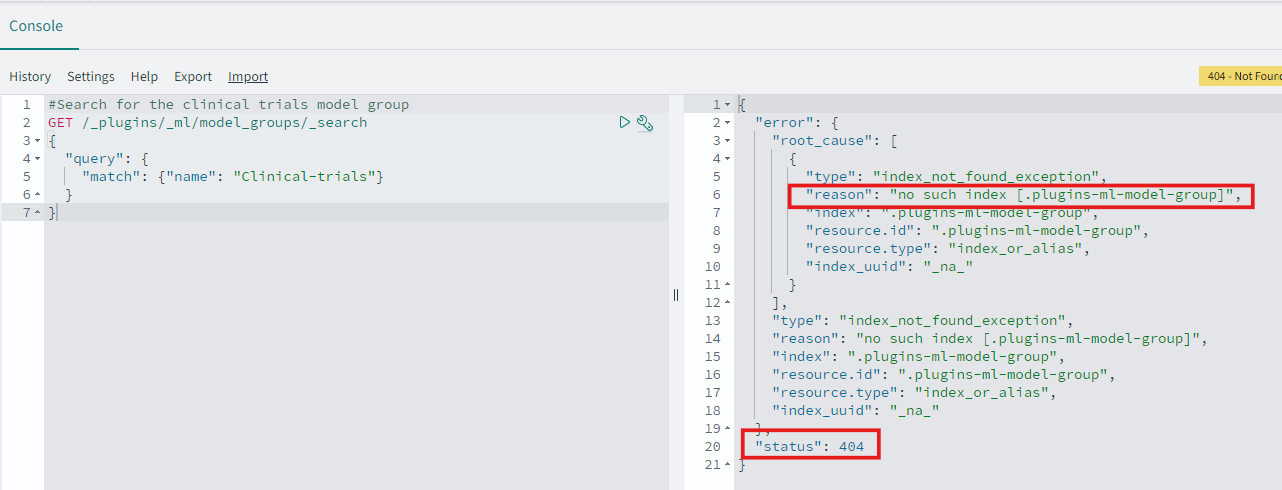 Console
History Settings Help Export Import
404 - Not Foun
1 #Search for the clinical trials model group
2 GET /_plugins/_ml/model_groups/_search
3 {
4 "query": {
5 "match": {"name": "Clinical-trials"}
6 }
7 }
1 {
2 "error": {
3 "root_cause": [
4 {
5 "type": "index_not_found_exception",
6 "reason": "no such index [.plugins-ml-model-group]",
7 "index": ".plugins-ml-model-group",
8 "resource.id": ".plugins-ml-model-group",
9 "resource.type": "index_or_alias",
10 "index_uuid": "_na_"
11 }
12 ],
13 "type": "index_not_found_exception",
14 "reason": "no such index [.plugins-ml-model-group]",
15 "index": ".plugins-ml-model-group",
16 "resource.id": ".plugins-ml-model-group",
17 "resource.type": "index_or_alias",
18 "index_uuid": "_na_"
19 },
20 "status": 404
21 }